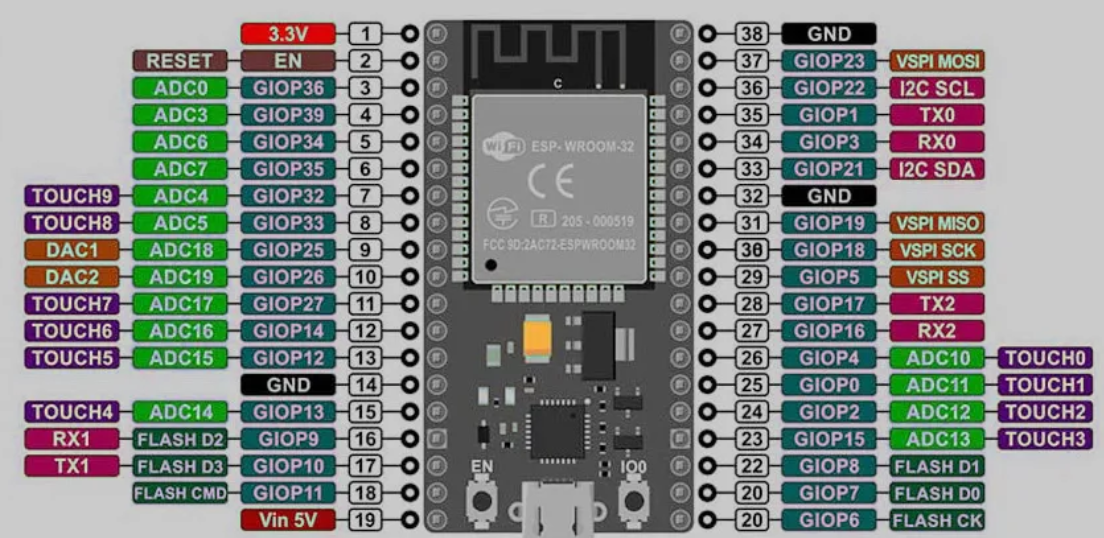 3.3V 1 38 GND
RESET EN 2 37 GIOP23 VSPI MOSI
ADC0 GIOP36 3 36 GIOP22 I2C SCL
ADC3 GIOP39 4 35 GIOP1 TX0
ADC6 GIOP34 5 34 GIOP3 RX0
ADC7 GIOP35 6 33 GIOP21 I2C SDA
TOUCH9 ADC4 GIOP32 7 32 GND
TOUCH8 ADC5 GIOP33 8 31 GIOP19 VSPI MISO
DAC1 ADC18 GIOP25 9 30 GIOP18 VSPI SCK
DAC2 ADC19 GIOP26 10 29 GIOP5 VSPI SS
TOUCH7 ADC17 GIOP27 11 28 GIOP17 TX2
TOUCH6 ADC16 GIOP14 12 27 GIOP16 RX2
TOUCH5 ADC15 GIOP12 13 26 GIOP4 ADC10 TOUCH0
GND 14 25 GIOP0 ADC11 TOUCH1
TOUCH4 ADC14 GIOP13 15 24 GIOP2 ADC12 TOUCH2
RX1 FLASH D2 GIOP9 16 23 GIOP15 ADC13 TOUCH3
TX1 FLASH D3 GIOP10 17 22 GIOP8 FLASH D1
FLASH CMD GIOP11 18 20 GIOP7 FLASH D0
Vin 5V 19 20 GIOP6 FLASH CK
C
WiFi ESP- WROOM-32
CE
R 205 - 000519
FCC 9D:2AC72-ESPWROOM32
EN IO0